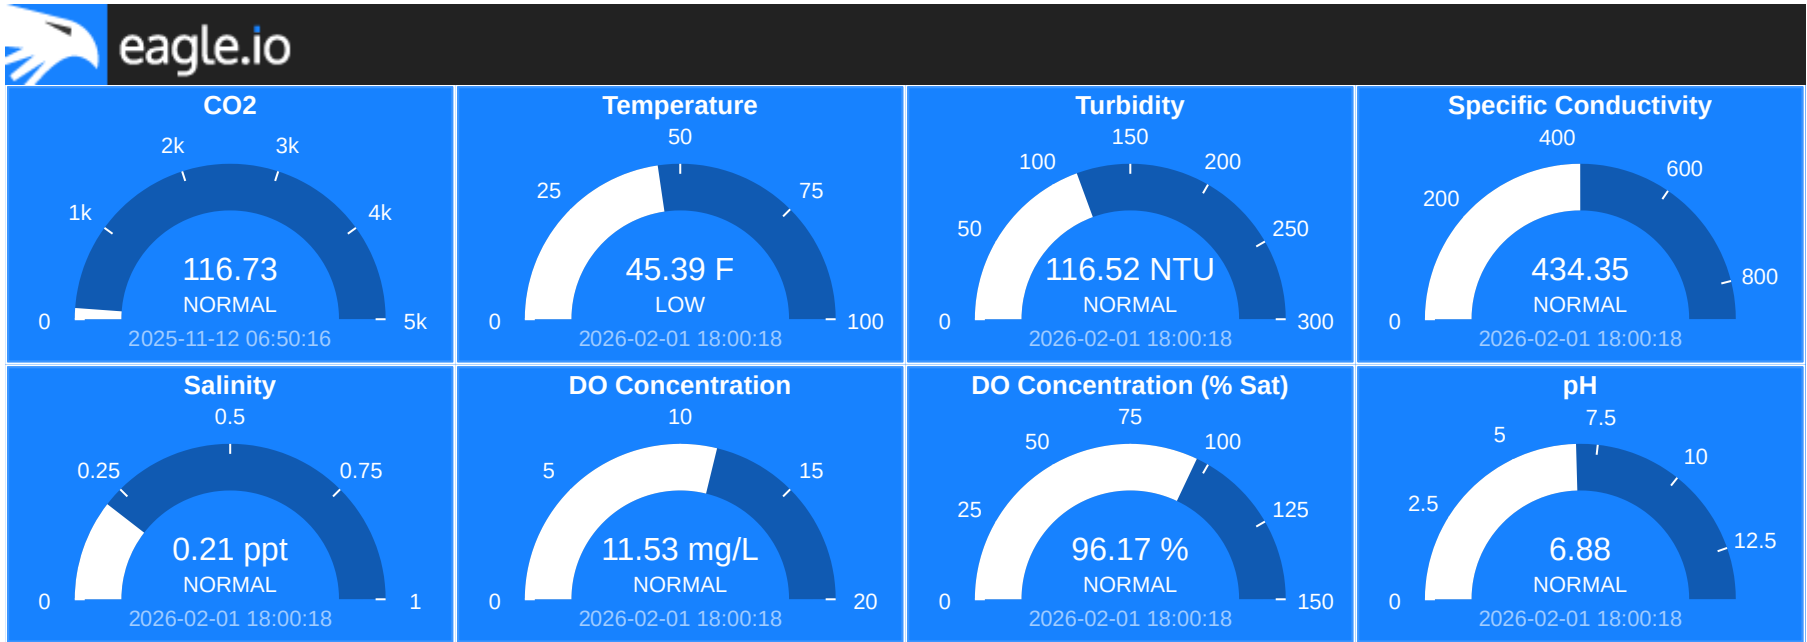 eagle.io
CO2
0
1k
2k
3k
4k
5k
116.73
NORMAL
2025-11-12 06:50:16
Temperature
0
25
50
75
100
45.39 F
LOW
2026-02-01 18:00:18
Turbidity
0
50
100
150
200
250
300
116.52 NTU
NORMAL
2026-02-01 18:00:18
Specific Conductivity
0
200
400
600
800
434.35
NORMAL
2026-02-01 18:00:18
Salinity
0
0.25
0.5
0.75
1
0.21 ppt
NORMAL
2026-02-01 18:00:18
DO Concentration
0
5
10
15
20
11.53 mg/L
NORMAL
2026-02-01 18:00:18
DO Concentration (% Sat)
0
25
50
75
100
125
150
96.17 %
NORMAL
2026-02-01 18:00:18
pH
0
2.5
5
7.5
10
12.5
6.88
NORMAL
2026-02-01 18:00:18